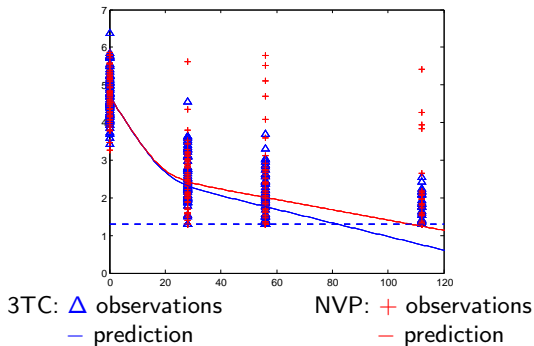 7
6
5
4
3
2
1
0
0 20 40 60 80 100 120
3TC: Δ observations NVP: + observations
– prediction – prediction